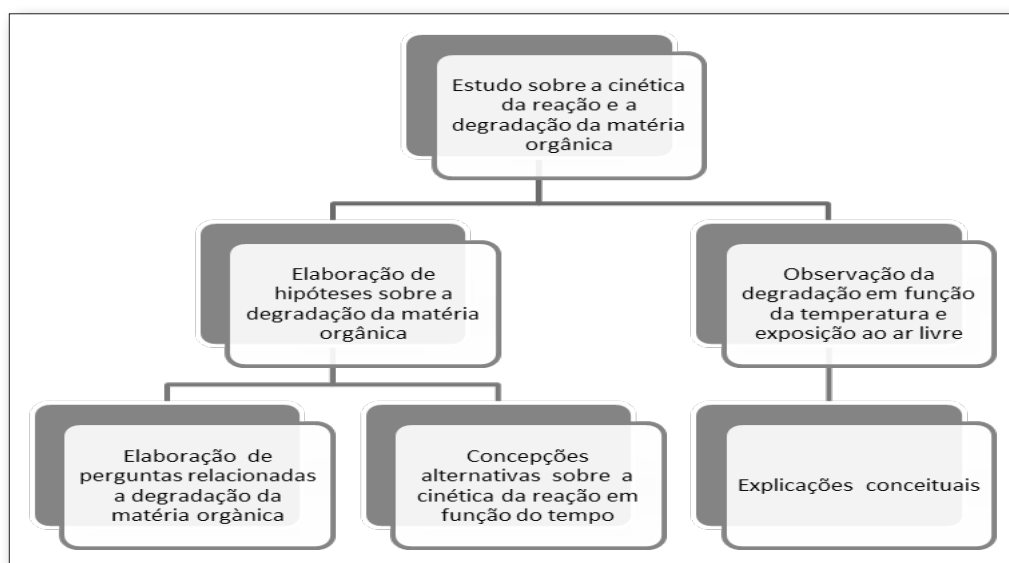 Estudo sobre a cinética
da reação e a
degradação da matéria
orgânica
Elaboração de
hipóteses sobre a
degradação da matéria
orgânica
Observação da
degradação em função
da temperatura e
exposição ao ar livre
Elaboração de
perguntas relacionadas
a degradação da
matéria orgànica
Concepções
alternativas sobre a
cinética da reação em
função do tempo
Explicações conceituais